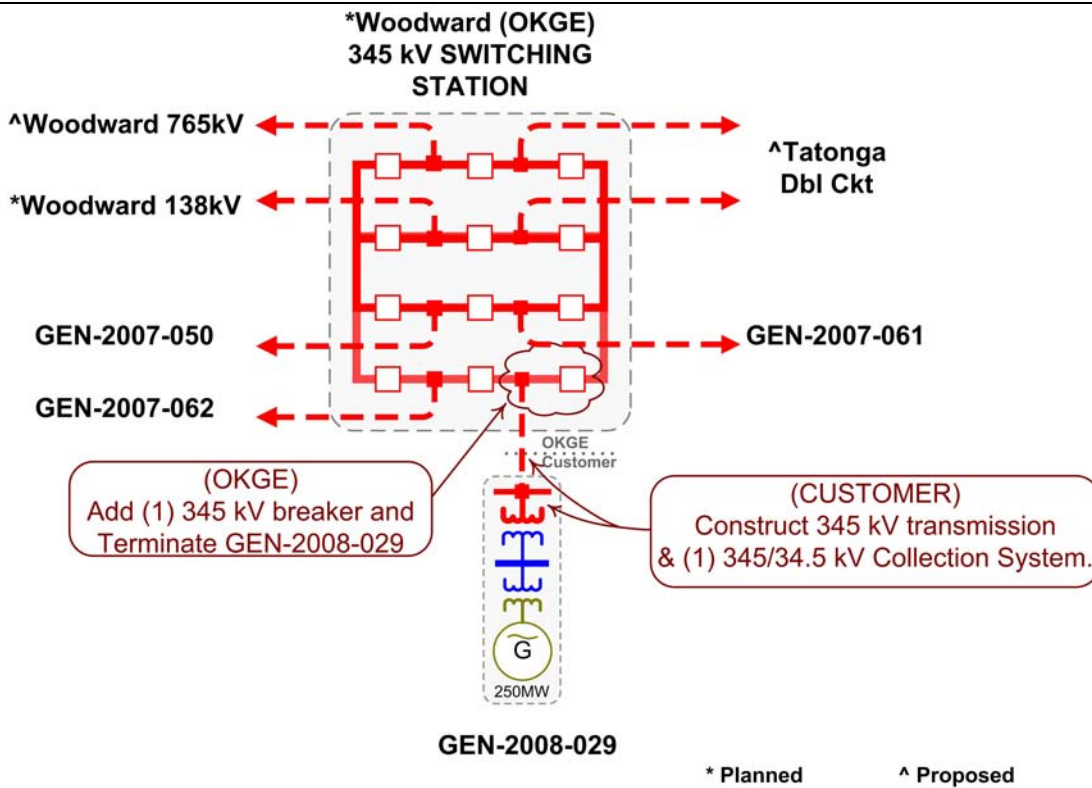 *Woodward (OKGE)
345 kV SWITCHING
STATION
^Woodward 765kV
^Tatonga
Dbl Ckt
*Woodward 138kV
GEN-2007-050
GEN-2007-061
GEN-2007-062
OKGE
Customer
(OKGE)
Add (1) 345 kV breaker and
Terminate GEN-2008-029
(CUSTOMER)
Construct 345 kV transmission
& (1) 345/34.5 kV Collection System.
G
250MW
GEN-2008-029
* Planned
^ Proposed